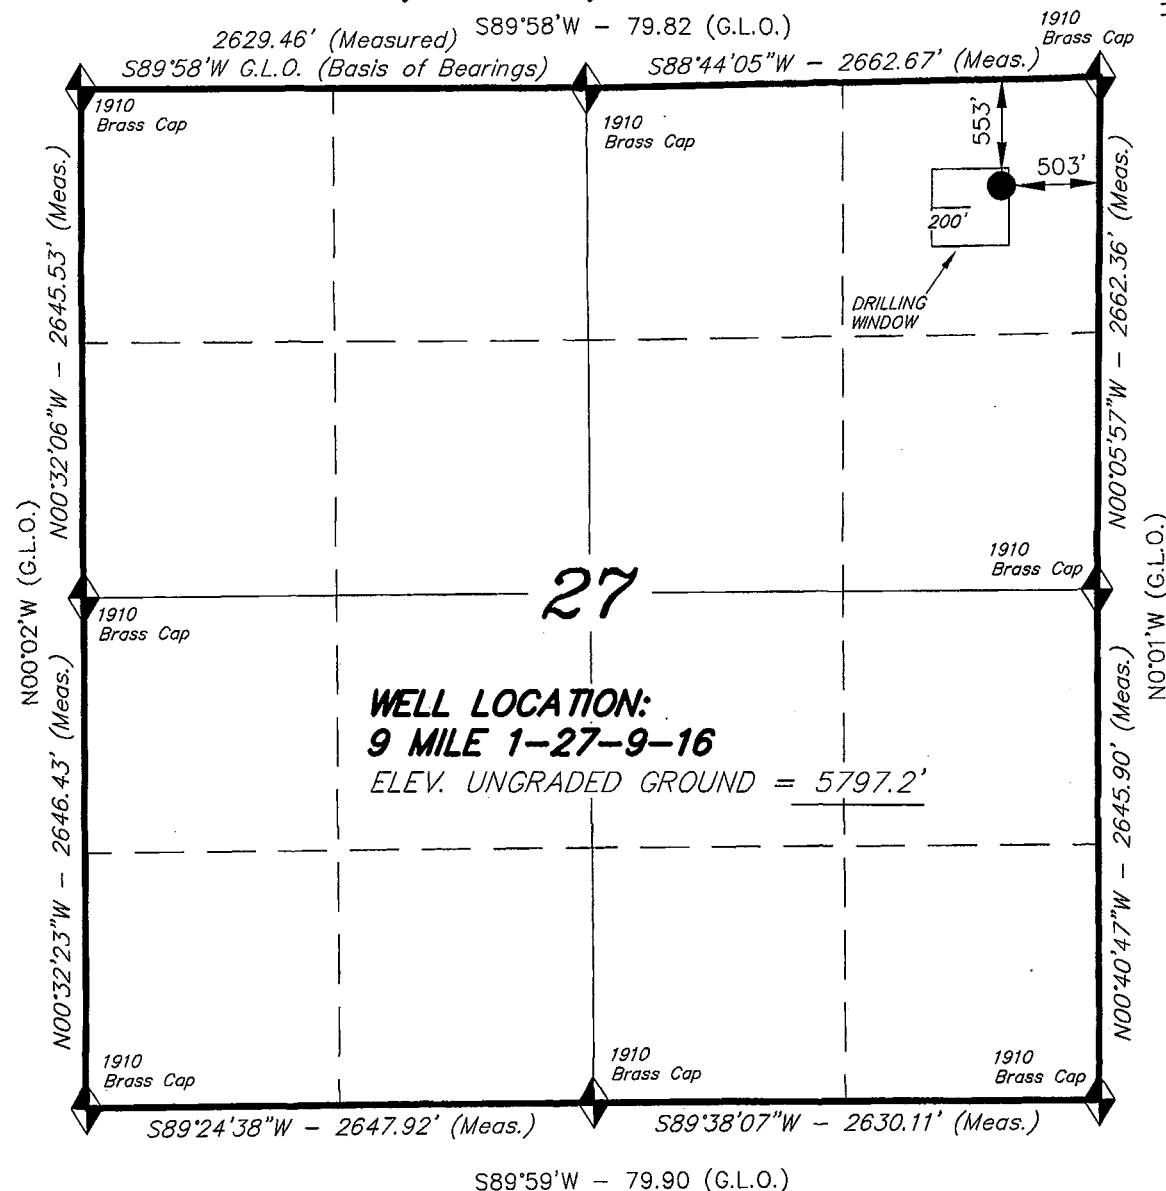 S89°58'W – 79.82 (G.L.O.)
2629.46' (Measured)
S89°58'W G.L.O. (Basis of Bearings)
S88°44'05"W – 2662.67' (Meas.)
1910
Brass Cap
1910
Brass Cap
1910
Brass Cap
553'
503'
200'
DRILLING
WINDOW
N00°32'06"W – 2645.53' (Meas.)
N00°05'57"W – 2662.36' (Meas.)
N00°02'W (G.L.O.)
N0°01'W (G.L.O.)
1910
Brass Cap
27
1910
Brass Cap
WELL LOCATION:
9 MILE 1–27–9–16
ELEV. UNGRADED GROUND = 5797.2'
N00°32'23"W – 2646.43' (Meas.)
N00°40'47"W – 2645.90' (Meas.)
1910
Brass Cap
1910
Brass Cap
1910
Brass Cap
S89°24'38"W – 2647.92' (Meas.)
S89°38'07"W – 2630.11' (Meas.)
S89°59'W – 79.90 (G.L.O.)